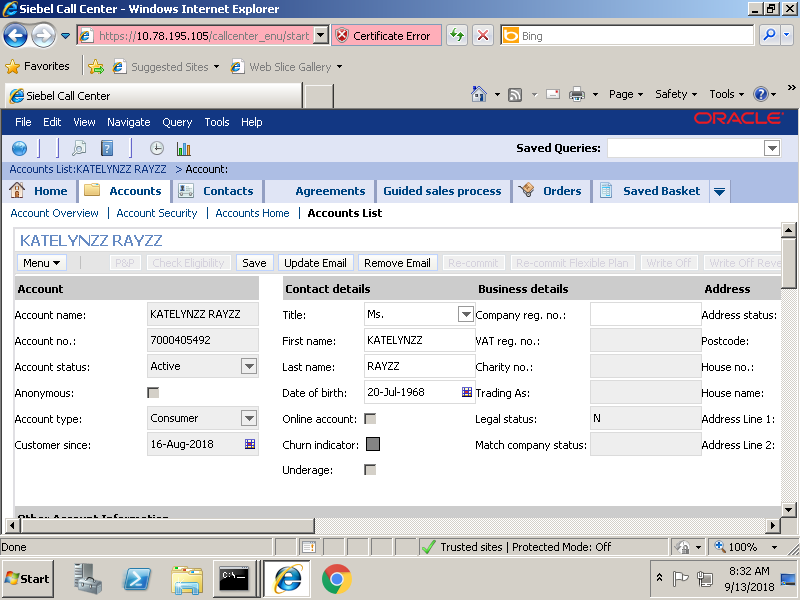 Siebel Call Center - Windows Internet Explorer
https://10.78.195.105/callcenter_enu/start
Certificate Error
Bing
Favorites
Suggested Sites
Web Slice Gallery
Siebel Call Center
Page
Safety
Tools
File Edit View Navigate Query Tools Help
ORACLE
Saved Queries:
Accounts List:KATELYNZZ RAYZZ > Account:
Home
Accounts
Contacts
Agreements
Guided sales process
Orders
Saved Basket
Account Overview | Account Security | Accounts Home | Accounts List
KATELYNZZ RAYZZ
Menu
P&P
Check Eligibility
Save
Update Email
Remove Email
Re-commit
Re-commit Flexible Plan
Write Off
Write Off Reve
Account Contact details Business details Address
Account name: KATELYNZZ RAYZZ Title: Ms. Company reg. no.: Address status:
Account no.: 7000405492 First name: KATELYNZZ VAT reg. no.: Postcode:
Account status: Active Last name: RAYZZ Charity no.: House no.:
Anonymous: Date of birth: 20-Jul-1968 Trading As: House name:
Account type: Consumer Online account: Legal status: N Address Line 1:
Customer since: 16-Aug-2018 Churn indicator: Match company status: Address Line 2:
Underage:
Other Account Information
Done
Trusted sites | Protected Mode: Off
100%
Start
C:\.
8:32 AM
9/13/2018